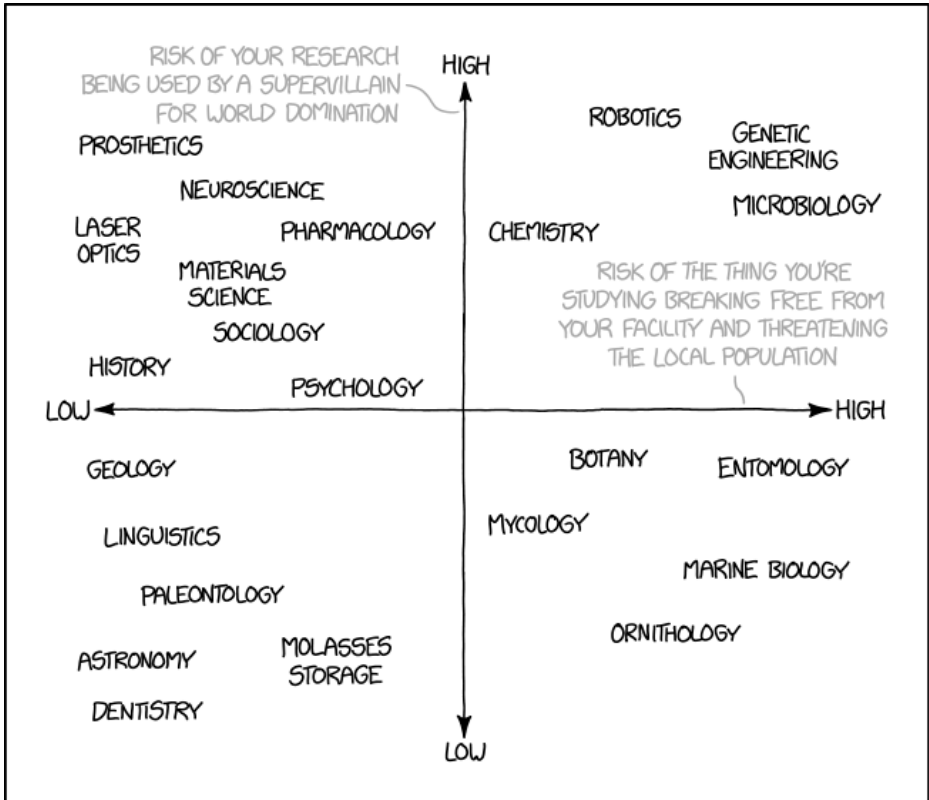 RISK OF YOUR RESEARCH
BEING USED BY A SUPERVILLAIN
FOR WORLD DOMINATION
HIGH
ROBOTICS
GENETIC
ENGINEERING
PROSTHETICS
NEUROSCIENCE
MICROBIOLOGY
LASER
OPTICS
PHARMACOLOGY
CHEMISTRY
MATERIALS
SCIENCE
RISK OF THE THING YOU'RE
STUDYING BREAKING FREE FROM
YOUR FACILITY AND THREATENING
THE LOCAL POPULATION
SOCIOLOGY
HISTORY
PSYCHOLOGY
LOW
HIGH
GEOLOGY
BOTANY
ENTOMOLOGY
LINGUISTICS
MYCOLOGY
PALEONTOLOGY
MARINE BIOLOGY
ASTRONOMY
MOLASSES
STORAGE
ORNITHOLOGY
DENTISTRY
LOW